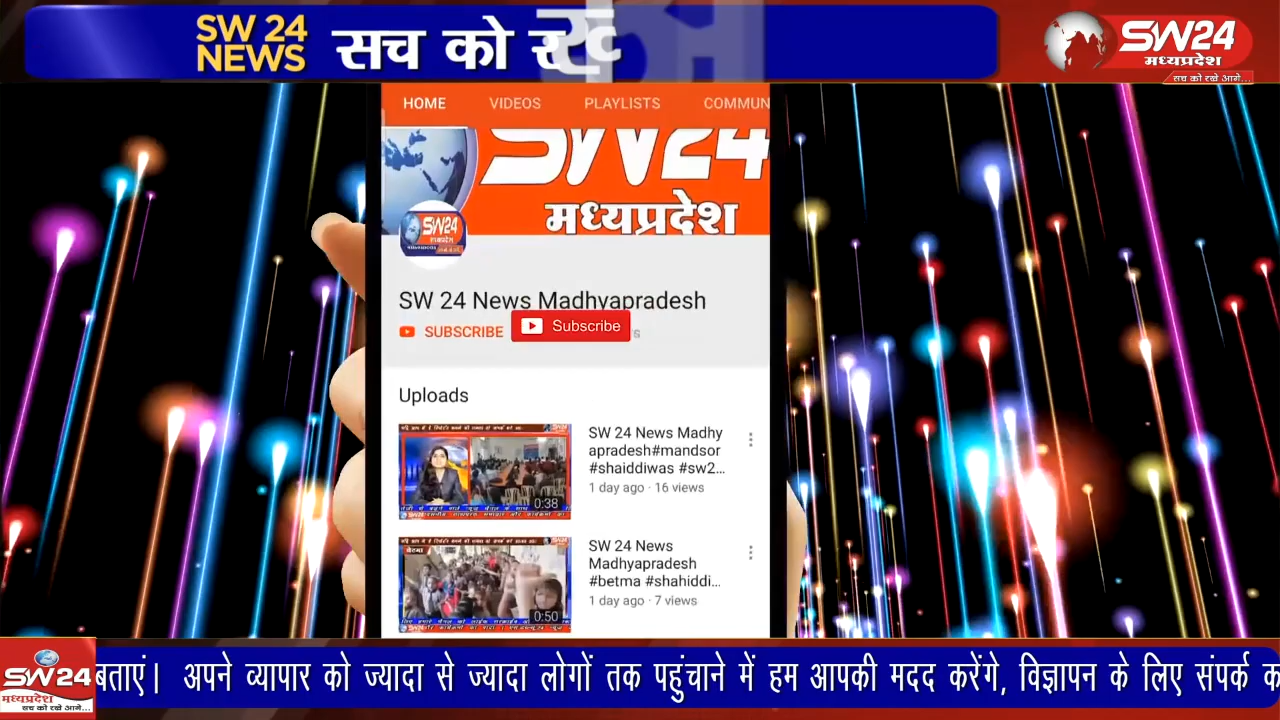 SW 24
NEWS
सच को रख
SW24
मध्यप्रदेश
सच को रखे आगे...
HOME VIDEOS PLAYLISTS COMMUN
SW24
मध्यप्रदेश
SW24
SW 24 News Madhyapradesh
SUBSCRIBE
Subscribe
Uploads
SW 24 News Madhy
apradesh#mandsor
#shaiddiwas #sw2...
1 day ago · 16 views
0:38
SW 24 News
Madhyapradesh
#betma #shahiddi...
1 day ago · 7 views
बेटमा
0:50
SW24
मध्यप्रदेश
सच को रखे आगे...
बताएं। अपने व्यापार को ज्यादा से ज्यादा लोगों तक पहुंचाने में हम आपकी मदद करेंगे, विज्ञापन के लिए संपर्क क